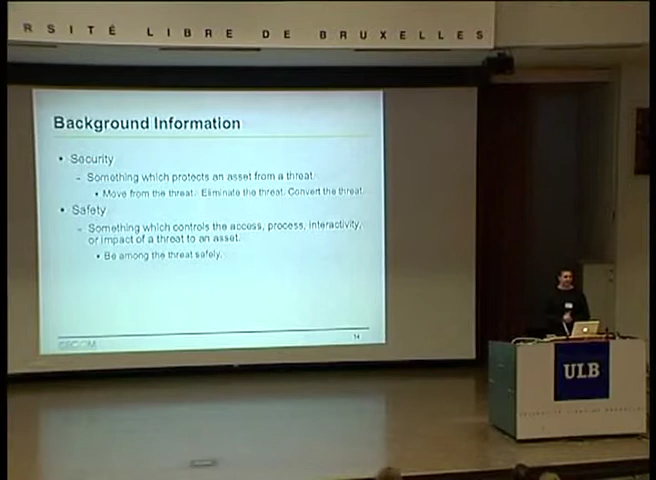 RSITÉ LIBRE DE BRUXELLES
Background Information
• Security
– Something which protects an asset from a threat.
• Move from the threat. Eliminate the threat. Convert the threat.
• Safety
– Something which controls the access, process, interactivity,
or impact of a threat to an asset.
• Be among the threat safely.
14
ULB